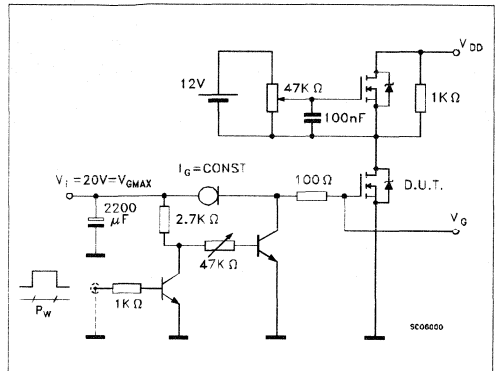 V DD
12V
47K Ω
1K Ω
100nF
V i =20V=V GMAX
I G =CONST
100 Ω
D.U.T.
2200
μF
2.7K Ω
V G
47K Ω
1K Ω
P W
SC06000